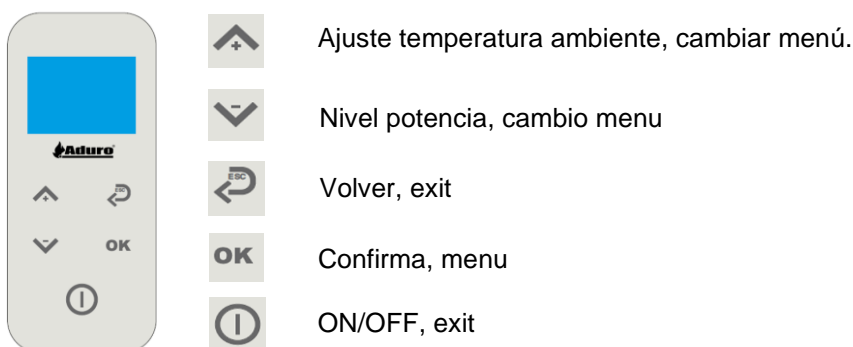 Ajuste temperatura ambiente, cambiar menú.
Nivel potencia, cambio menu
Aduro
ESC
OK
ESC
Volver, exit
OK
Confirma, menu
ON/OFF, exit